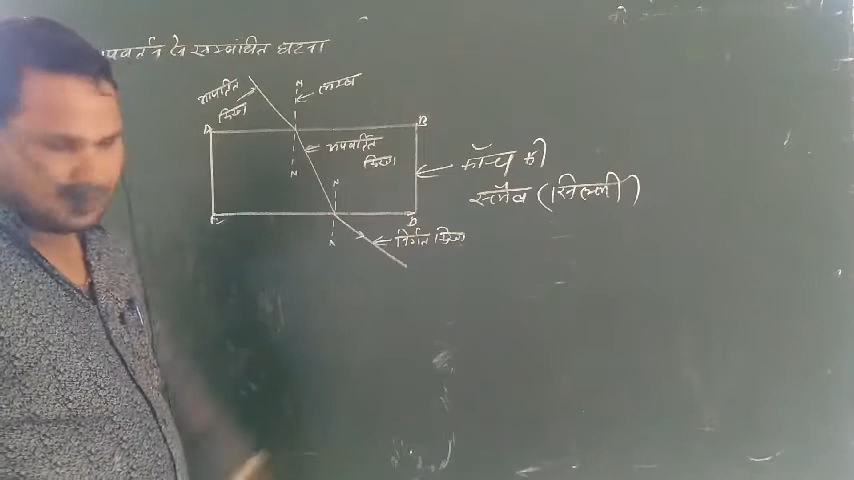 अपवर्तन से सम्बंधित घटना
आपतित
किरण
N
लम्ब
A
B
अपवर्तित
किरण
N
N
काँच की
स्लैब (सिल्ली)
C
D
N
निर्गत किरण